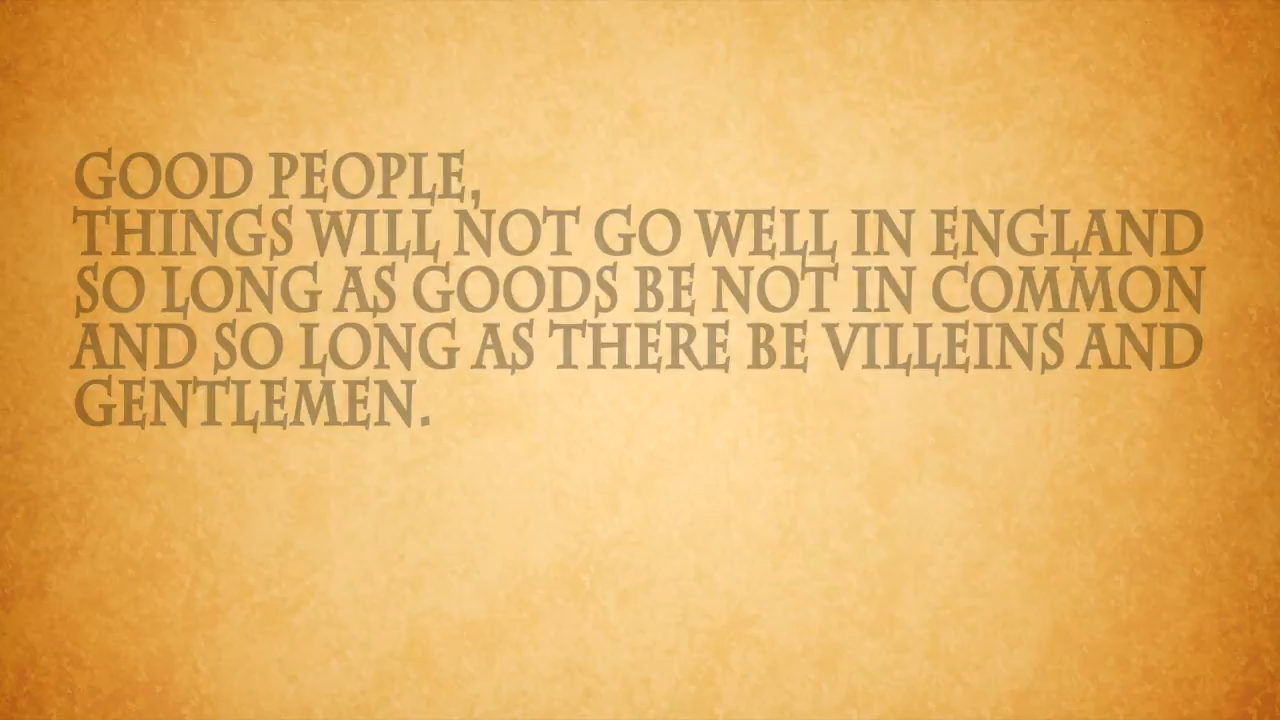 GOOD PEOPLE,
THINGS WILL NOT GO WELL IN ENGLAND
SO LONG AS GOODS BE NOT IN COMMON
AND SO LONG AS THERE BE VILLEINS AND
GENTLEMEN.